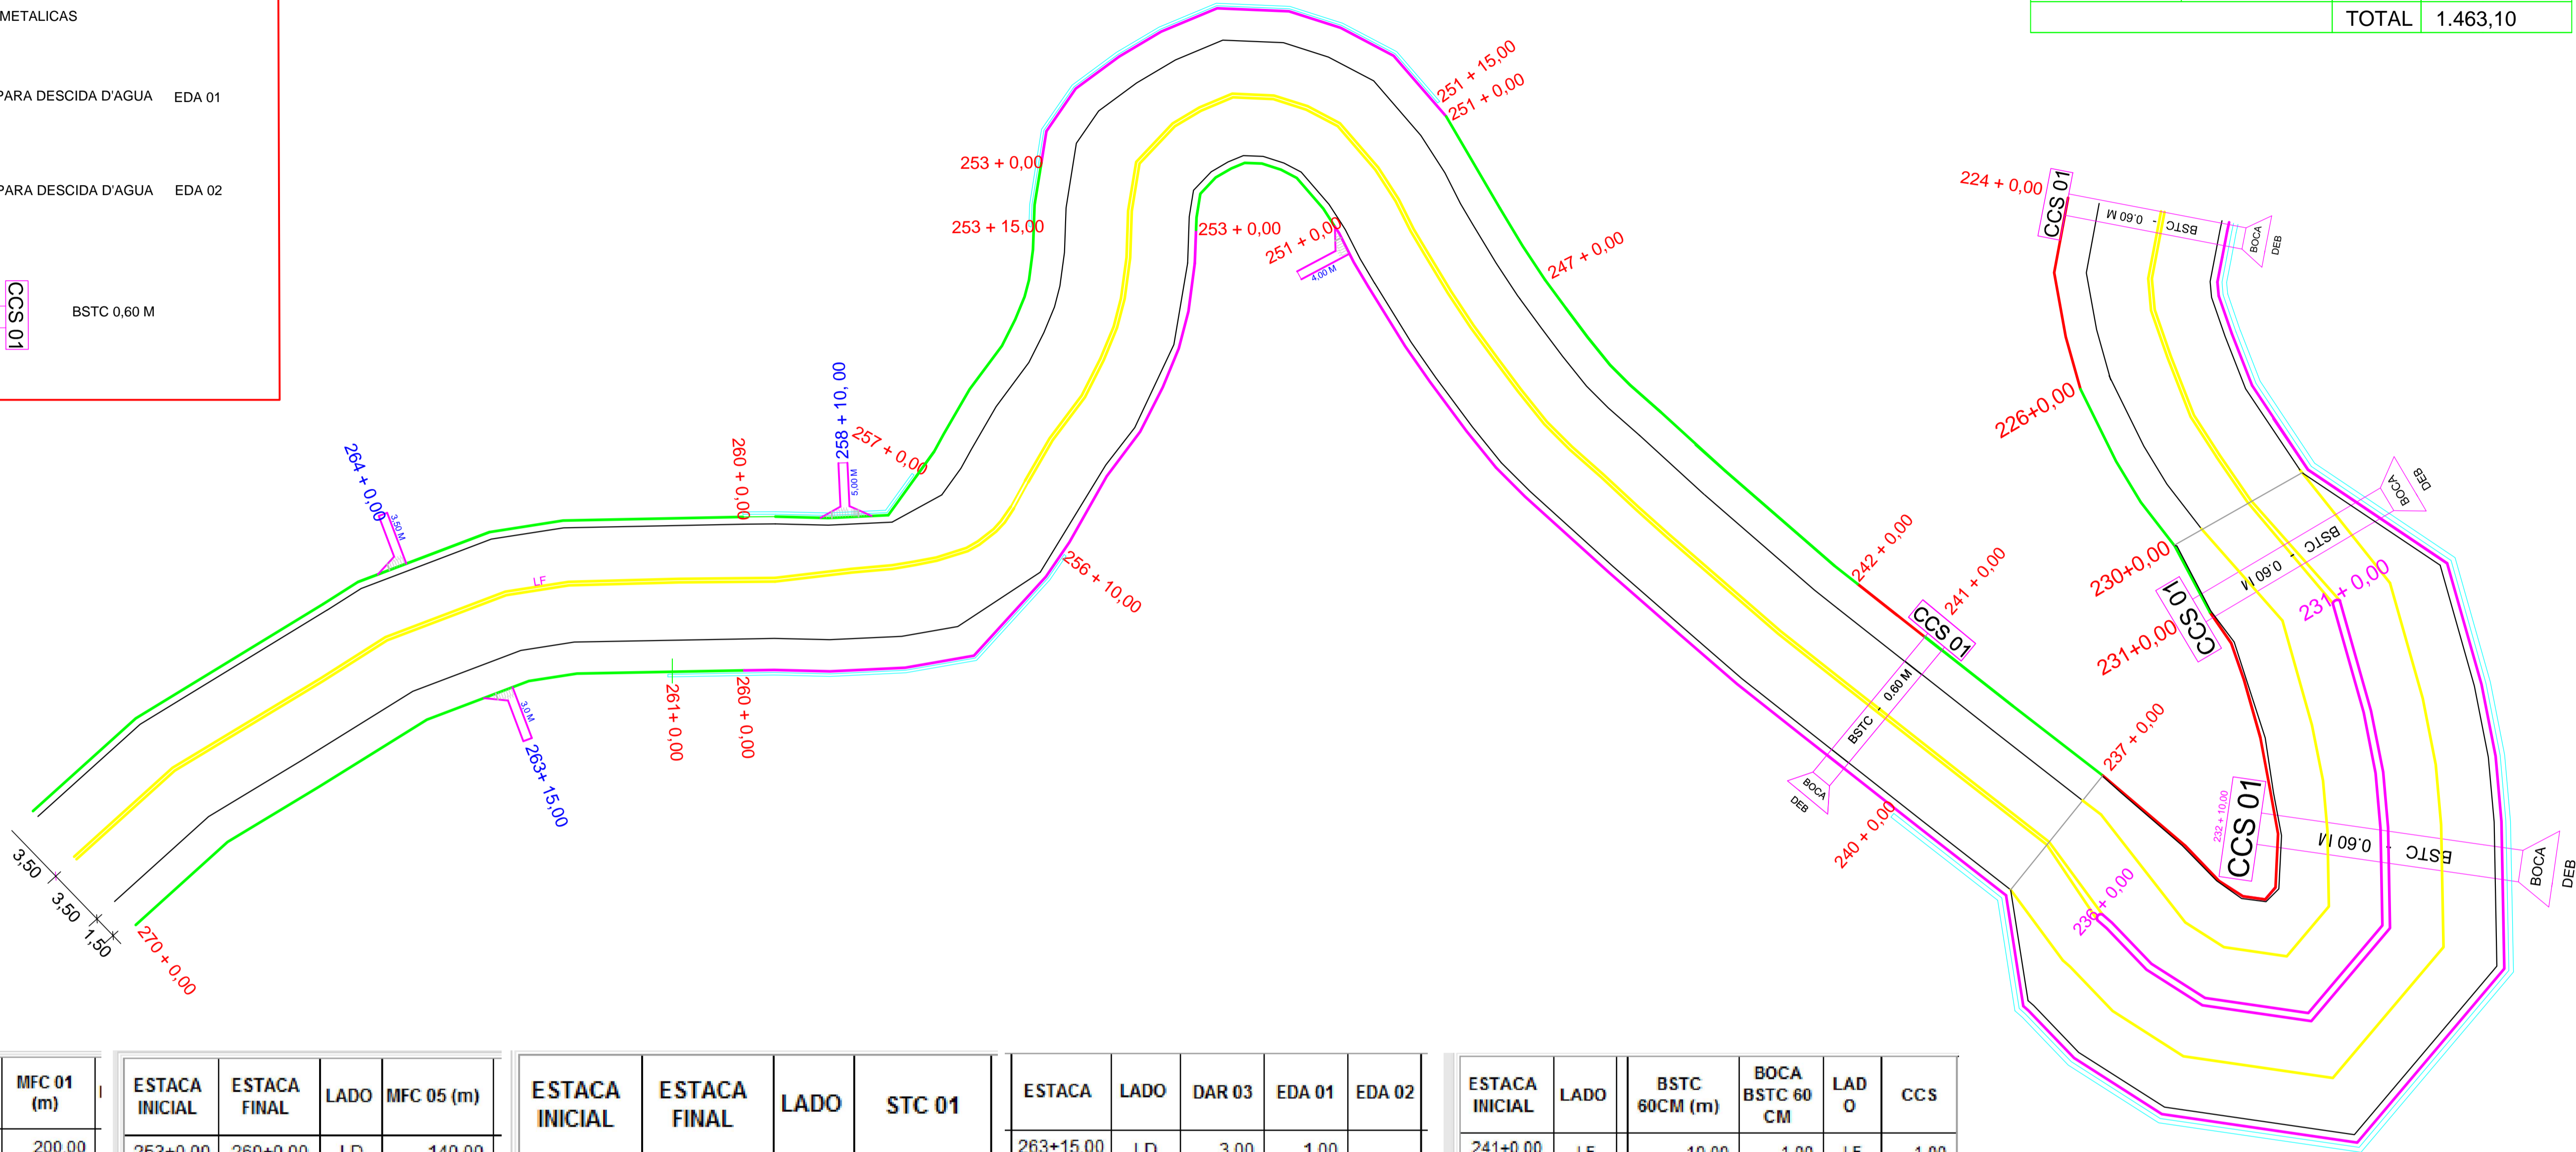 METALICAS
PARA DESCIDA D'AGUA EDA 01
PARA DESCIDA D'AGUA EDA 02
CCS 01
BSTC 0,60 M
TOTAL 1.463,10
251 + 15,00
251 + 0,00
253 + 0,00
253 + 15,00
253 + 0,00
251 + 0,00
4,00 M
247 + 0,00
224 + 0,00
CCS 01
BSTC - 0.60 M
BOCA
DEB
226+0,00
264 + 0,00
3,50 M
260 + 0,00
258 + 10, 00
5,00 M
257 + 0,00
LF
256 + 10,00
242 + 0,00
241 + 0,00
CCS 01
BSTC - 0.60 M
BOCA
DEB
230+0,00
CCS 01
BSTC - 0.60 M
BOCA
DEB
231 + 0,00
231+0,00
237 + 0,00
240 + 0,00
232 + 10,00
CCS 01
BSTC - 0.60 M
BOCA
DEB
236 + 0,00
261+ 0,00
260 + 0,00
3,0 M
263+ 15,00
3,50
3,50
1,50
270 + 0,00
MFC 01 (m)
200.00
ESTACA INICIAL ESTACA FINAL LADO MFC 05 (m)
253+0.00 260+0.00 LD 140.00
ESTACA INICIAL ESTACA FINAL LADO STC 01
ESTACA LADO DAR 03 EDA 01 EDA 02
263+15.00 LD 3.00 1.00
ESTACA INICIAL LADO BSTC 60CM (m) BOCA BSTC 60 CM LAD O CCS
241+0.00 LE 10.00 1.00 LE 1.00